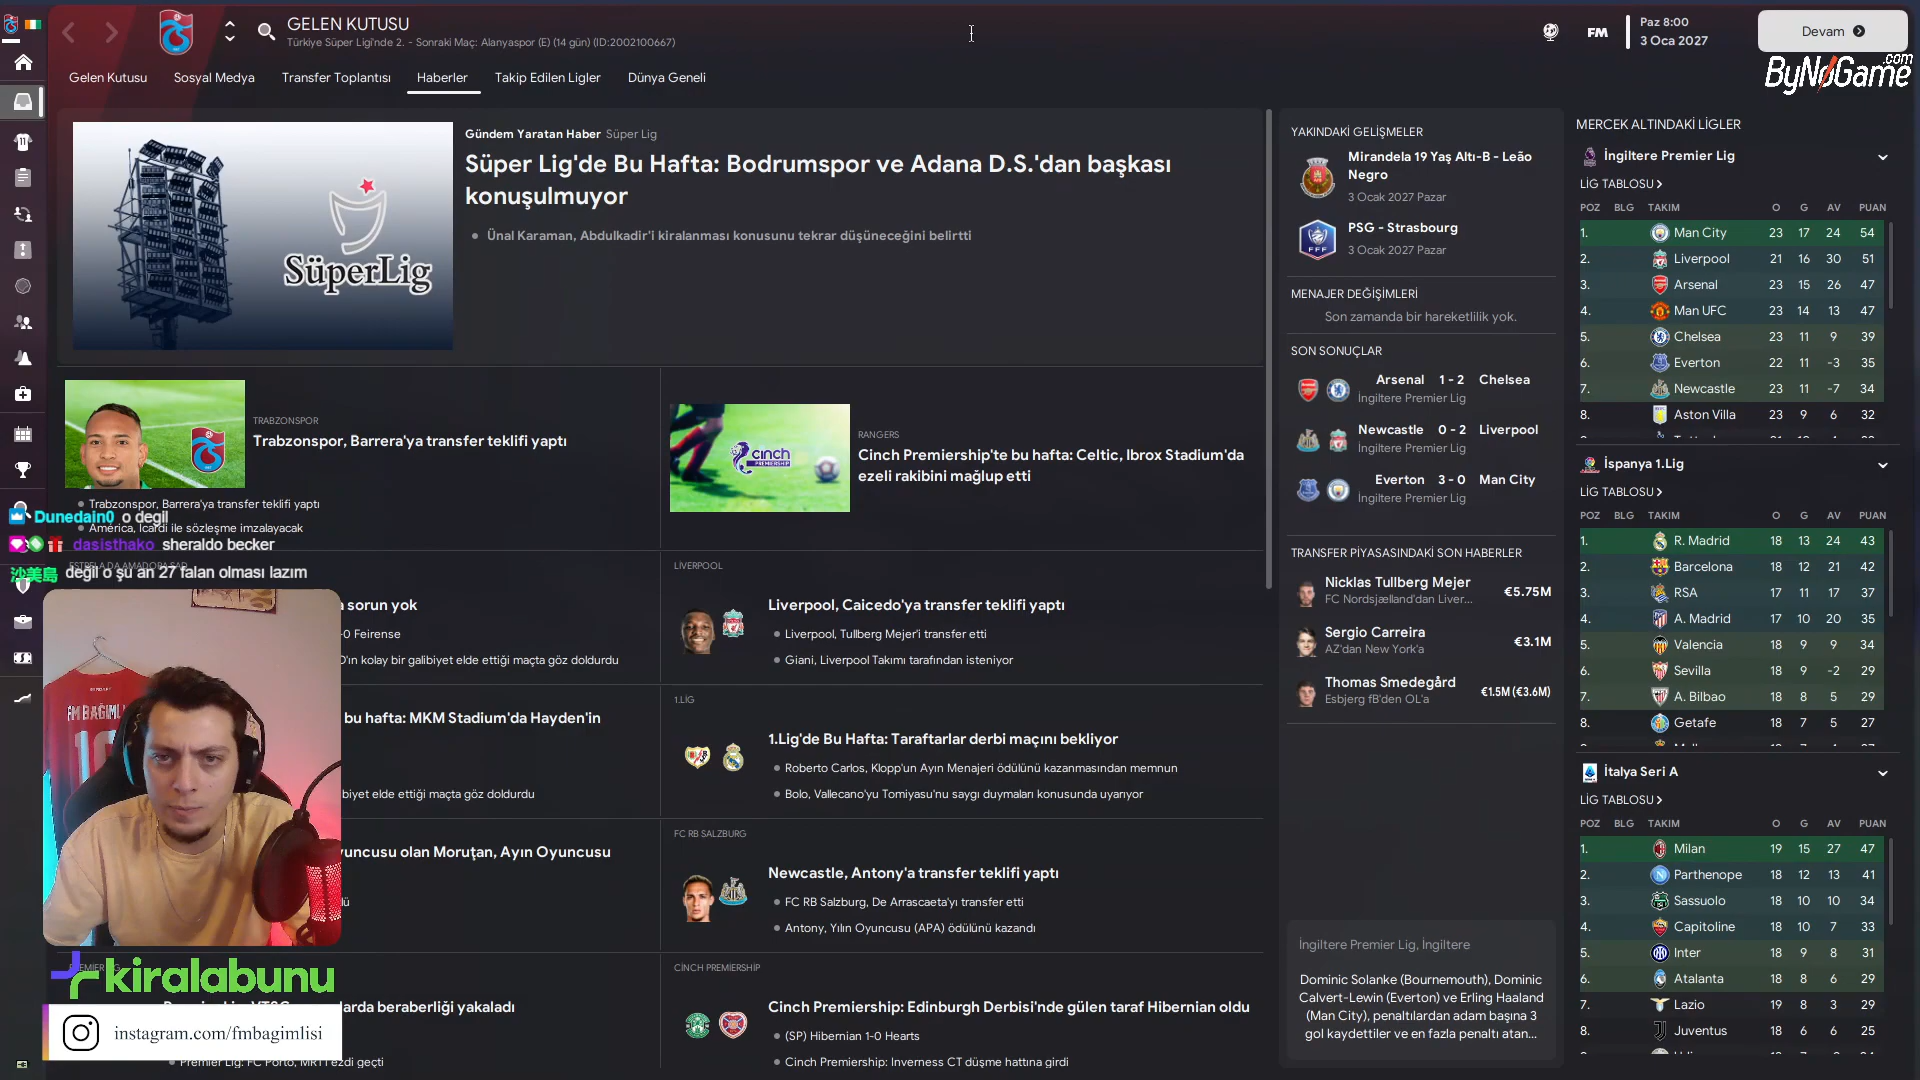 GELEN KUTUSU
Türkiye Süper Ligi'nde 2. - Sonraki Maç: Alanyaspor (E) (14 gün) (ID:2002100667)
FM
Paz 8:00
3 Oca 2027
Devam
ByNoGame.com
Gelen Kutusu
Sosyal Medya
Transfer Toplantısı
Haberler
Takip Edilen Ligler
Dünya Geneli
SüperLig
Gündem Yaratan Haber Süper Lig
Süper Lig'de Bu Hafta: Bodrumspor ve Adana D.S.'dan başkası
konuşulmuyor
Ünal Karaman, Abdulkadir'i kiralanması konusunu tekrar düşüneceğini belirtti
TRABZONSPOR
Trabzonspor, Barrera'ya transfer teklifi yaptı
Trabzonspor, Barrera'ya transfer teklifi yaptı
América, Icardi ile sözleşme imzalayacak
cinch
PREMIERSHIP
RANGERS
Cinch Premiership'te bu hafta: Celtic, Ibrox Stadium'da
ezeli rakibini mağlup etti
Dunedain0 o degil
dasisthako sheraldo becker
沙美島 değil o şu an 27 falan olması lazım
sorun yok
-0 Feirense
kolay bir galibiyet elde ettiği maçta göz doldurdu
LIVERPOOL
Liverpool, Caicedo'ya transfer teklifi yaptı
Liverpool, Tullberg Mejer'i transfer etti
Giani, Liverpool Takımı tarafından isteniyor
bu hafta: MKM Stadium'da Hayden'in
elde ettiği maçta göz doldurdu
1.LİG
1.Lig'de Bu Hafta: Taraftarlar derbi maçını bekliyor
Roberto Carlos, Klopp'un Ayın Menajeri ödülünü kazanmasından memnun
Bolo, Vallecano'yu Tomiyasu'nu saygı duymaları konusunda uyarıyor
olan Moruţan, Ayın Oyuncusu
FC RB SALZBURG
Newcastle, Antony'a transfer teklifi yaptı
FC RB Salzburg, De Arrascaeta'yı transfer etti
Antony, Yılın Oyuncusu (APA) ödülünü kazandı
FM BAĞIMLI
kiralabunu
beraberliği yakaladı
instagram.com/fmbagimlisi
Premier Lig: FC Porto,
geçti
CINCH PREMIERSHIP
Cinch Premiership: Edinburgh Derbisi'nde gülen taraf Hibernian oldu
(SP) Hibernian 1-0 Hearts
Cinch Premiership: Inverness CT düşme hattına girdi
YAKINDAKİ GELİŞMELER
Mirandela 19 Yaş Altı-B - Leão
Negro
3 Ocak 2027 Pazar
FFF
PSG - Strasbourg
3 Ocak 2027 Pazar
MENAJER DEĞİŞİMLERİ
Son zamanda bir hareketlilik yok.
SON SONUÇLAR
Arsenal 1 - 2 Chelsea
İngiltere Premier Lig
Newcastle 0 - 2 Liverpool
İngiltere Premier Lig
Everton 3 - 0 Man City
İngiltere Premier Lig
TRANSFER PİYASASINDAKİ SON HABERLER
Nicklas Tullberg Mejer €5.75M
FC Nordsjælland'dan Liver...
Sergio Carreira €3.1M
AZ'dan New York'a
Thomas Smedegård €1.5M (€3.6M)
Esbjerg fB'den OL'a
İngiltere Premier Lig, İngiltere
Dominic Solanke (Bournemouth), Dominic
Calvert-Lewin (Everton) ve Erling Haaland
(Man City), penaltılardan adam başına 3
gol kaydettiler ve en fazla penaltı atan...
MERCEK ALTINDAKİ LİGLER
İngiltere Premier Lig
LİG TABLOSU
POZ BLG TAKIM O G AV PUAN
1. Man City 23 17 24 54
2. Liverpool 21 16 30 51
3. Arsenal 23 15 26 47
4. Man UFC 23 14 13 47
5. Chelsea 23 11 9 39
6. Everton 22 11 -3 35
7. Newcastle 23 11 -7 34
8. Aston Villa 23 9 6 32
İspanya 1.Lig
LİG TABLOSU
POZ BLG TAKIM O G AV PUAN
1. R. Madrid 18 13 24 43
2. Barcelona 18 12 21 42
3. RSA 17 11 17 37
4. A. Madrid 17 10 20 35
5. Valencia 18 9 9 34
6. Sevilla 18 9 -2 29
7. A. Bilbao 18 8 5 29
8. Getafe 18 7 5 27
İtalya Seri A
LİG TABLOSU
POZ BLG TAKIM O G AV PUAN
1. Milan 19 15 27 47
2. Parthenope 18 12 13 41
3. Sassuolo 18 10 10 34
4. Capitoline 18 10 7 33
5. Inter 18 9 8 31
6. Atalanta 18 8 6 29
7. Lazio 19 8 3 29
8. Juventus 18 6 6 25